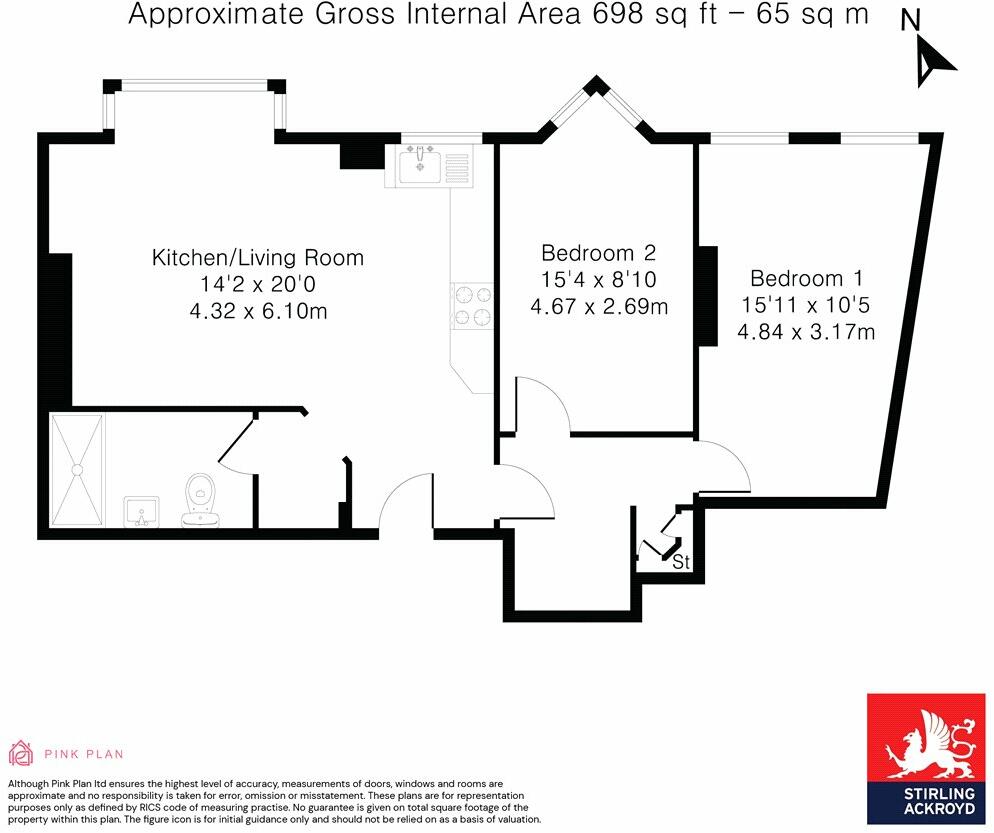 Approximate Gross Internal Area 698 sq ft – 65 sq m
N
Kitchen/Living Room
14'2 x 20'0
4.32 x 6.10m
Bedroom 2
15'4 x 8'10
4.67 x 2.69m
Bedroom 1
15'11 x 10'5
4.84 x 3.17m
St
PINK PLAN
Although Pink Plan ltd ensures the highest level of accuracy, measurements of doors, windows and rooms are
approximate and no responsibility is taken for error, omission or misstatement. These plans are for representation
purposes only as defined by RICS code of measuring practise. No guarantee is given on total square footage of the
property within this plan. The figure icon is for initial guidance only and should not be relied on as a basis of valuation.
STIRLING
ACKROYD